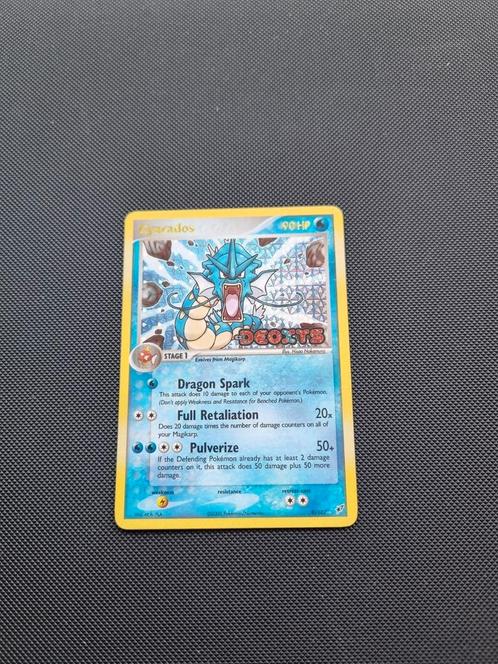 Gyarados 90 HP
DEOXYS
STAGE 1
Evolves from Magikarp
Dragon Spark
This attack does 10 damage to each of your opponent's Pokémon.
(Don't apply Weakness and Resistance for Benched Pokémon.)
Full Retaliation 20x
Does 20 damage times the number of damage counters on all of
your Magikarp.
Pulverize 50+
If the Defending Pokémon already has at least 2 damage
counters on it, this attack does 50 damage plus 50 more
damage.
weakness resistance retreat cost